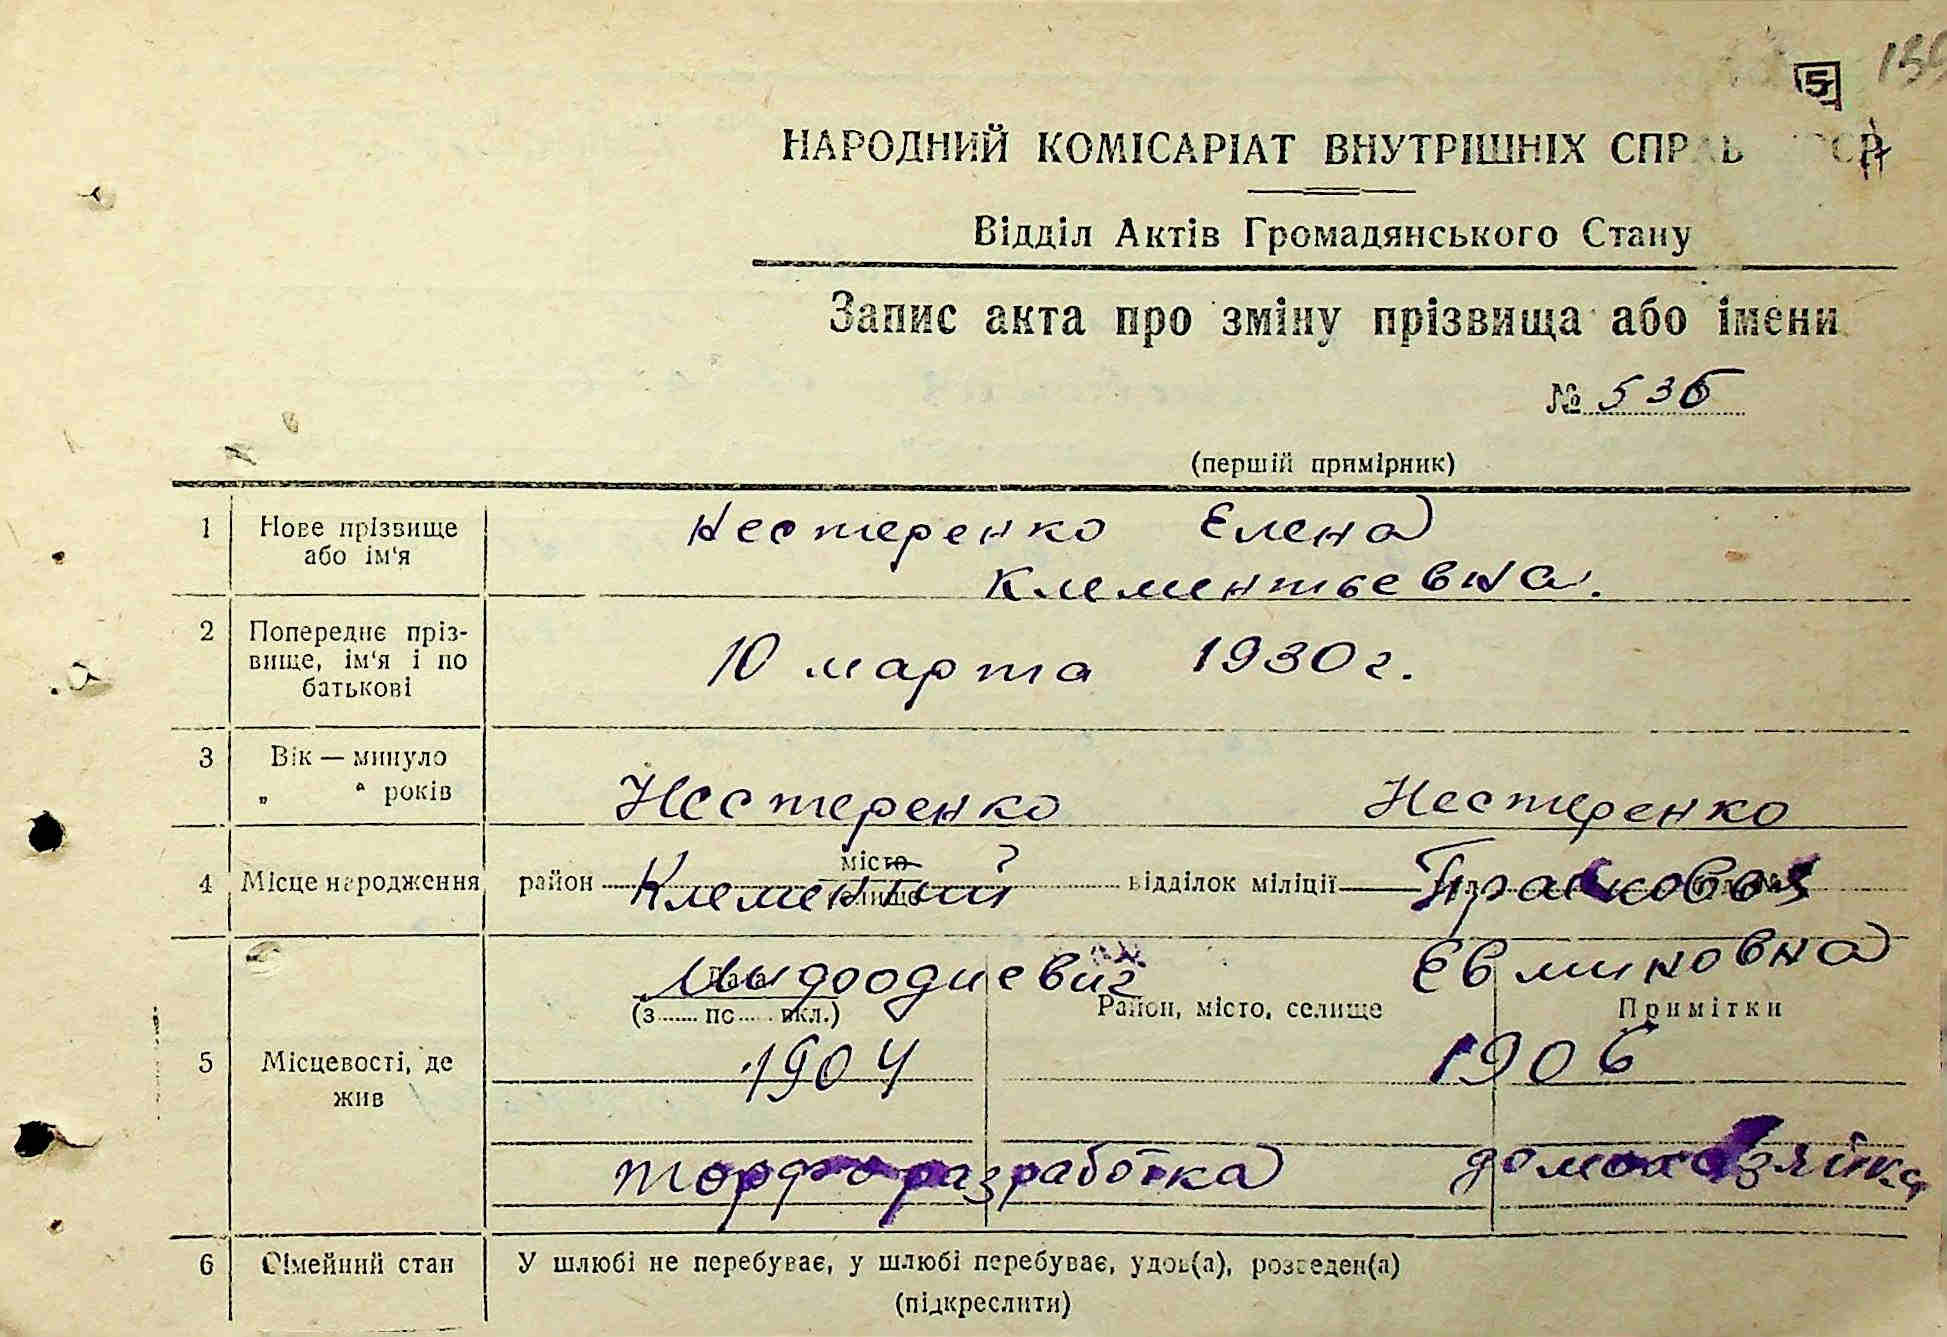 5
НАРОДНИЙ КОМІСАРІАТ ВНУТРІШНІХ СПРАВ
Відділ Актів Громадянського Стану
Запис акта про зміну прізвища або імени
№ 536
(першій примірник)
1 Нове прізвище або ім'я Нестеренко Елена
Клементьевна.
2 Попереднє прізвище, ім'я і по батькові 10 марта 1930 г.
3 Вік — минуло „ " років Нестеренко Нестеренко
4 Місце народження район місто селище Клементий відділок міліції Прасковья
Евминовна
(з ...... по ...... вкл.) Район, місто, селище Примітки
5 Місцевості, де жив 1904 1906
торфоразработка домохозяйка
6 Сімейний стан У шлюбі не перебуває, у шлюбі перебуває, удов(а), розведен(а)
(підкреслити)